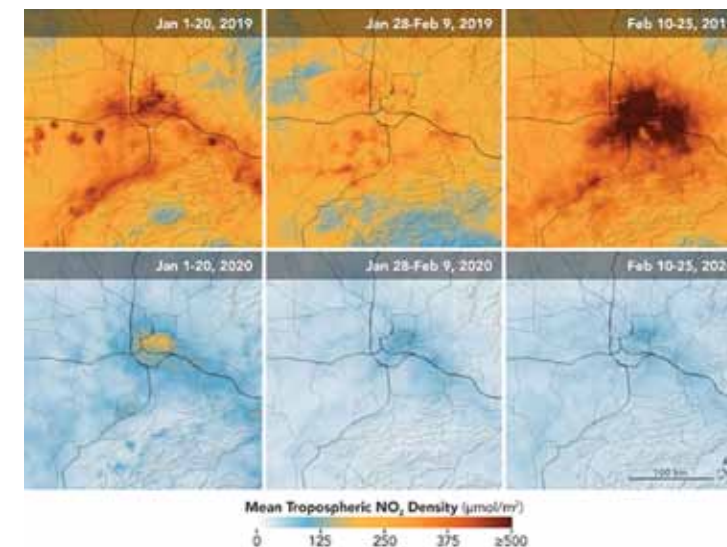 Jan 1-20, 2019
Jan 28-Feb 9, 2019
Feb 10-25, 201
Jan 1-20, 2020
Jan 28-Feb 9, 2020
Feb 10-25, 202
100 km
Mean Tropospheric NO₂ Density (μmol/m²)
0 125 250 375 ≥500